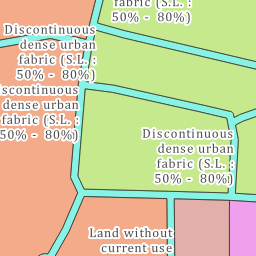 fabric (S.L. :
50% - 80%)
Discontinuous
dense urban
fabric (S.L. :
50% - 80%)
scontinuous
dense urban
fabric (S.L. :
50% - 80%)
Discontinuous
dense urban
fabric (S.L. :
50% - 80%)
Land without
current use